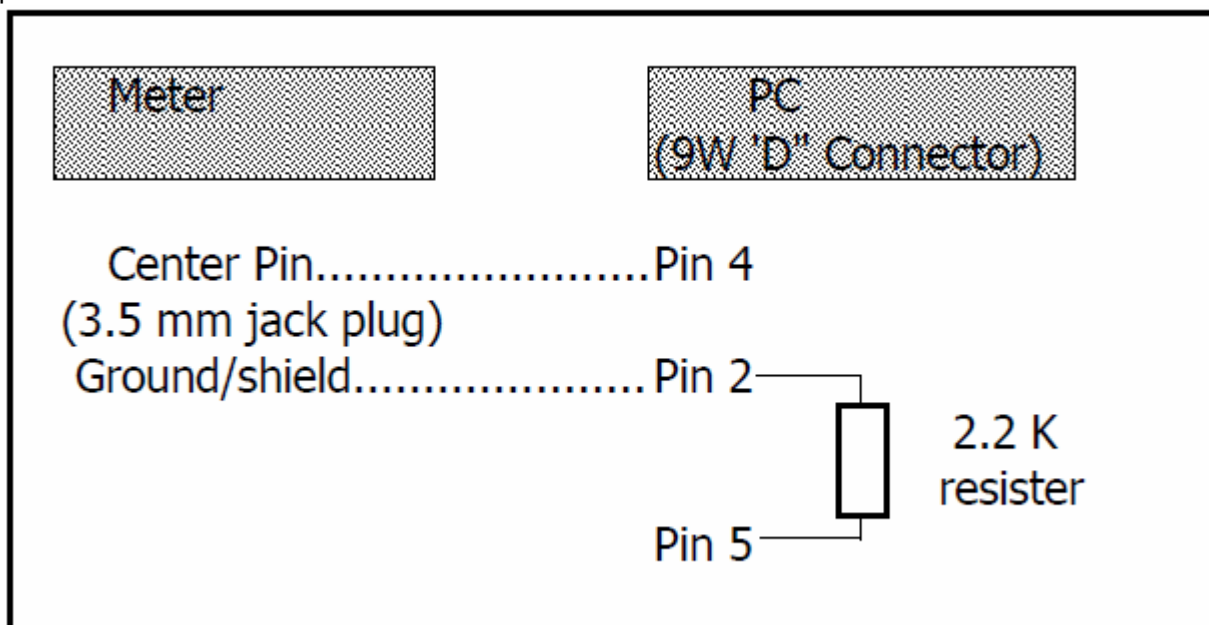 Meter
PC
(9W 'D" Connector)
Center Pin........................Pin 4
(3.5 mm jack plug)
Ground/shield.....................Pin 2
2.2 K
resister
Pin 5